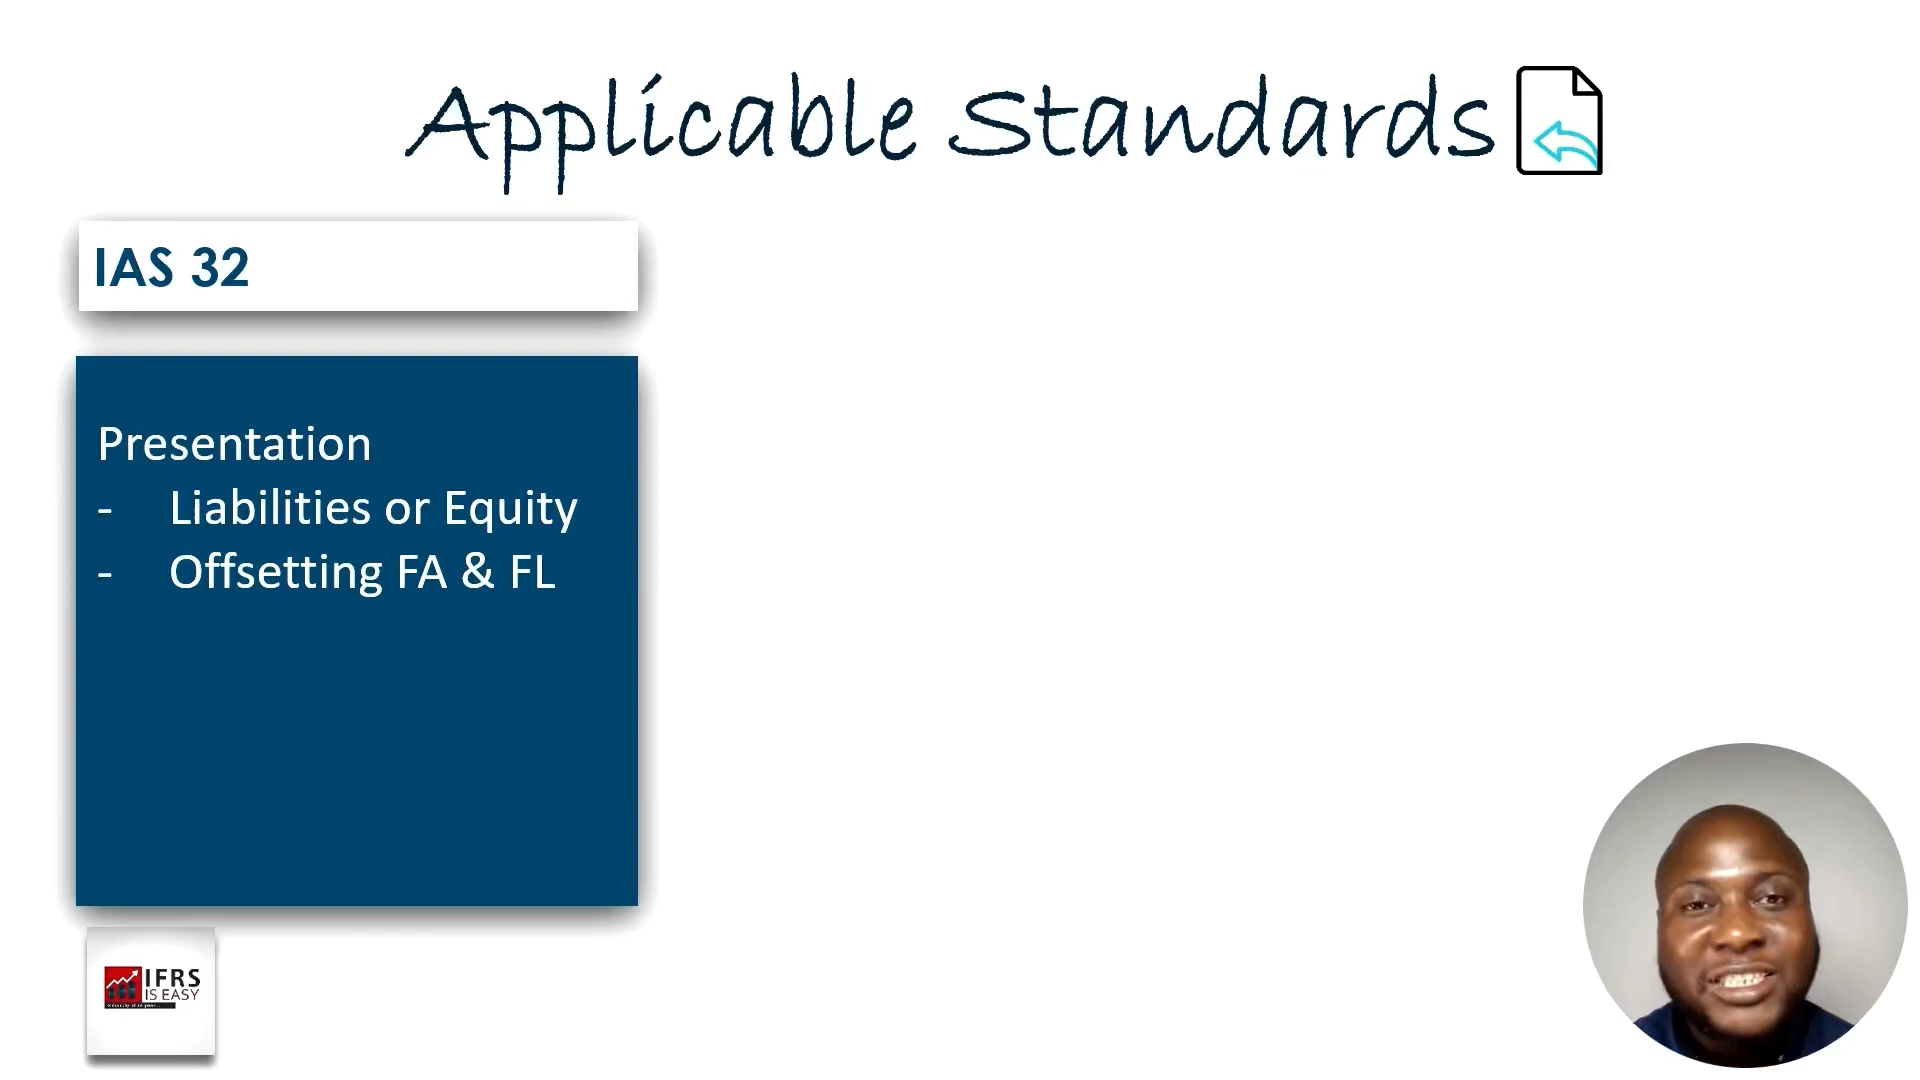 Applicable Standards
IAS 32
Presentation
- Liabilities or Equity
- Offsetting FA & FL
IFRS
IS EASY